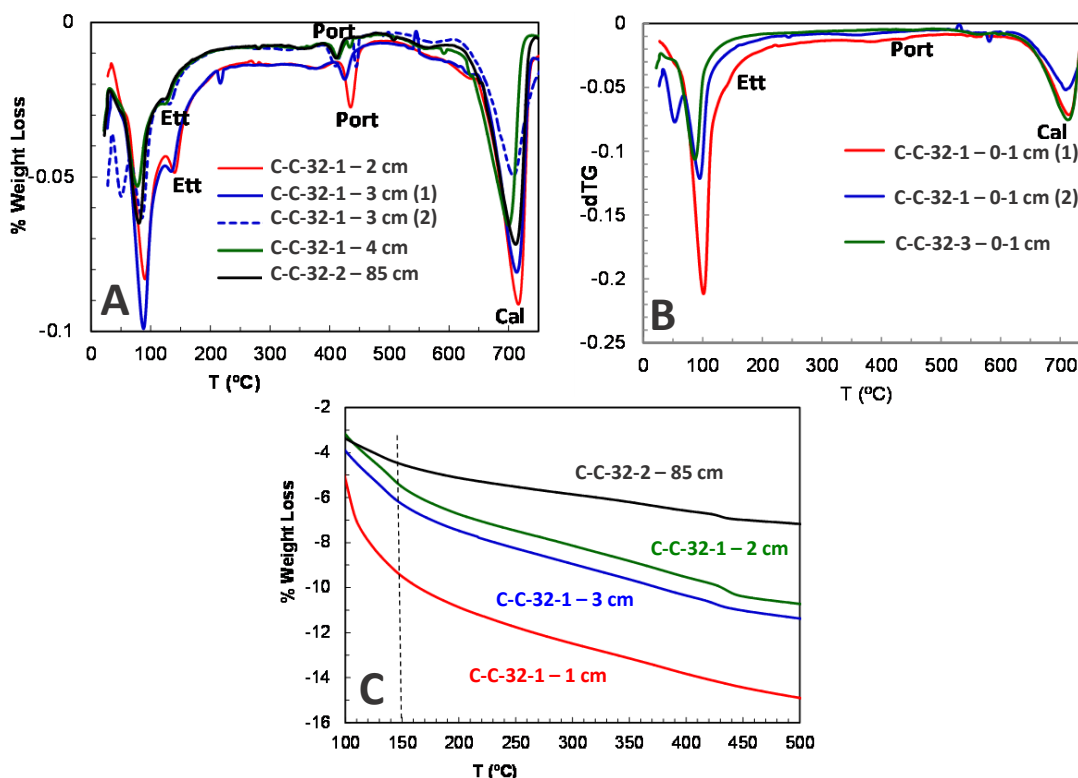 0
-0.05
-0.1
% Weight Loss
Port
Ett
Port
Ett
C-C-32-1 – 2 cm
C-C-32-1 – 3 cm (1)
C-C-32-1 – 3 cm (2)
C-C-32-1 – 4 cm
C-C-32-2 – 85 cm
A
Cal
0 100 200 300 400 500 600 700
T (ºC)
0
-0.05
-0.1
-0.15
-0.2
-0.25
dTG
Port
Ett
Cal
C-C-32-1 – 0-1 cm (1)
C-C-32-1 – 0-1 cm (2)
C-C-32-3 – 0-1 cm
B
0 100 200 300 400 500 600 700
T (ºC)
-2
-4
-6
-8
-10
-12
-14
-16
% Weight Loss
C-C-32-2 – 85 cm
C-C-32-1 – 2 cm
C-C-32-1 – 3 cm
C-C-32-1 – 1 cm
C
100 150 200 250 300 350 400 450 500
T (ºC)